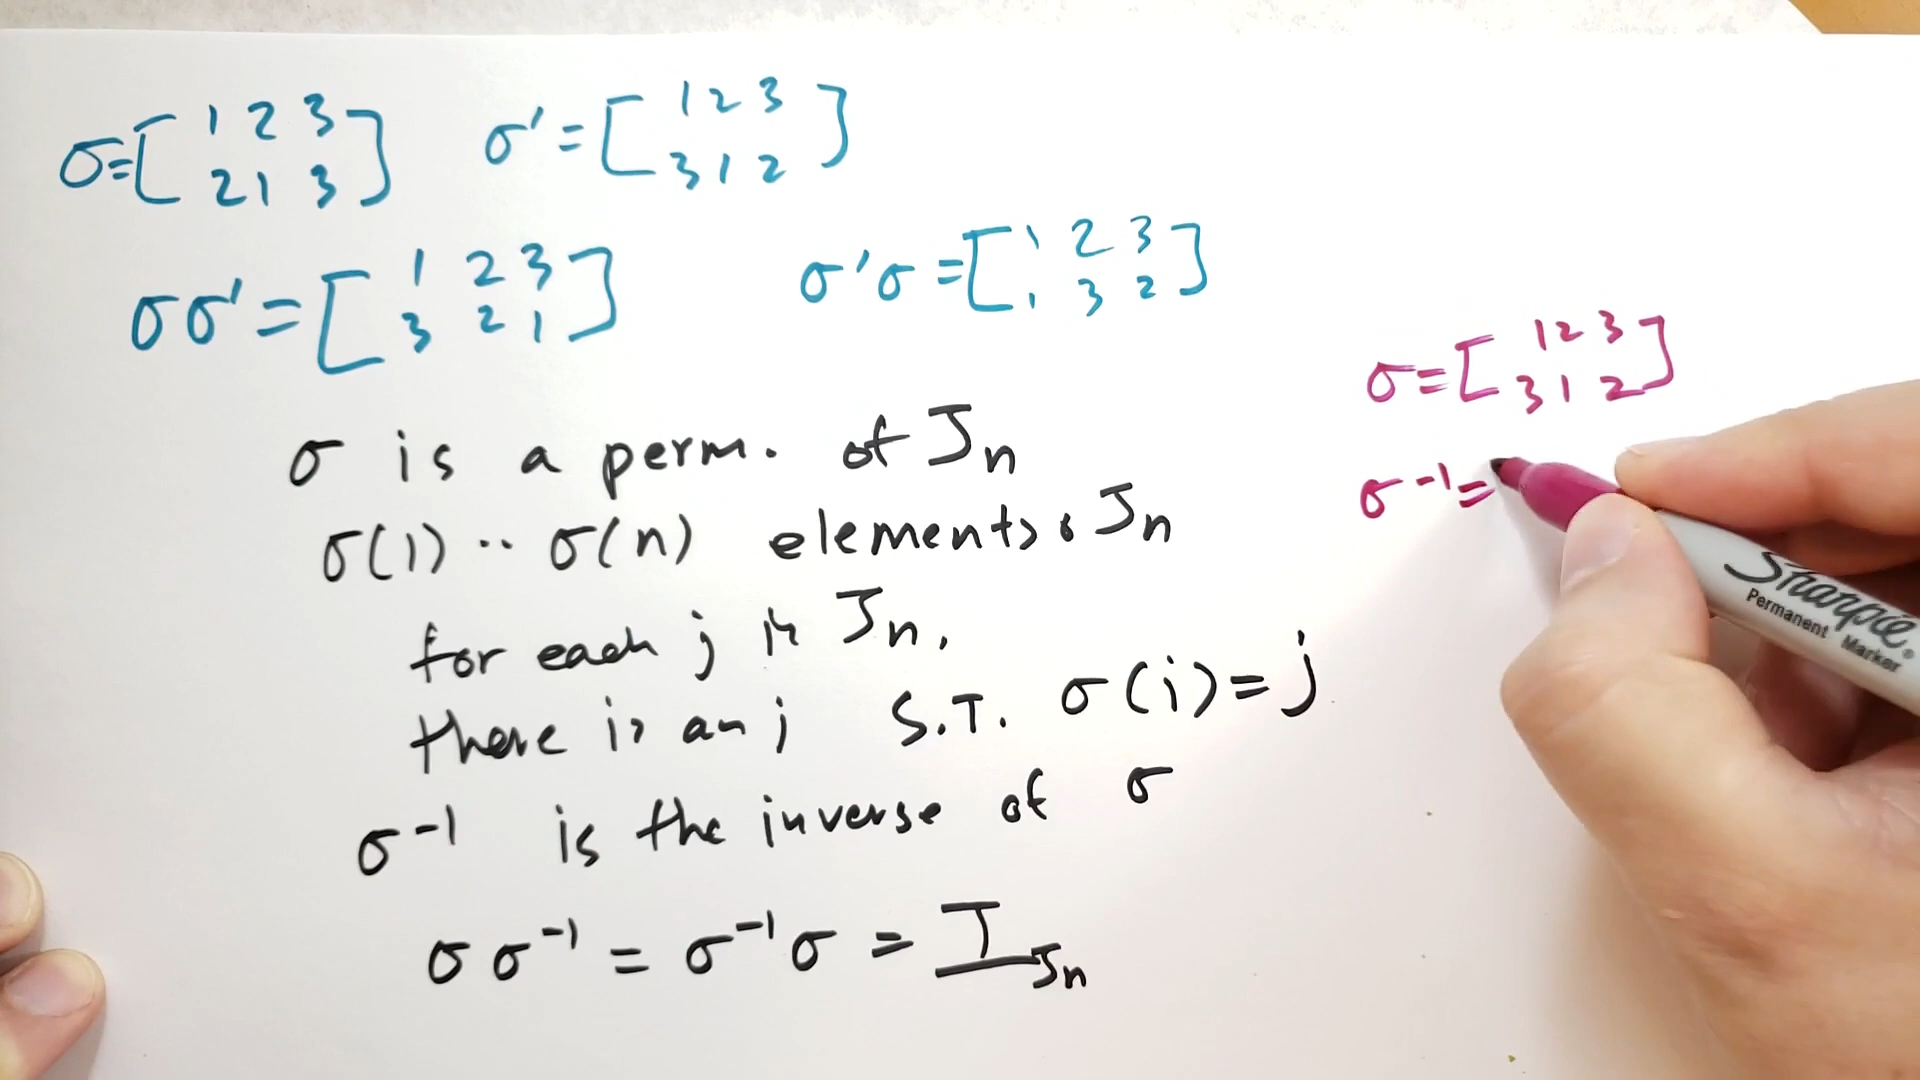 σ = [ 1 2 3 ] σ' = [ 1 2 3 ]
2 1 3 3 1 2
σσ' = [ 1 2 3 ] σ'σ = [ 1 2 3 ]
3 2 1 1 3 2
σ = [ 1 2 3 ]
3 1 2
σ⁻¹ =
σ is a perm. of Jn
σ(1) .. σ(n) elements Jn
for each j in Jn,
there is an i S.T. σ(i) = j
σ⁻¹ is the inverse of σ
σσ⁻¹ = σ⁻¹σ = I_Jn
Sharpie®
Permanent Marker